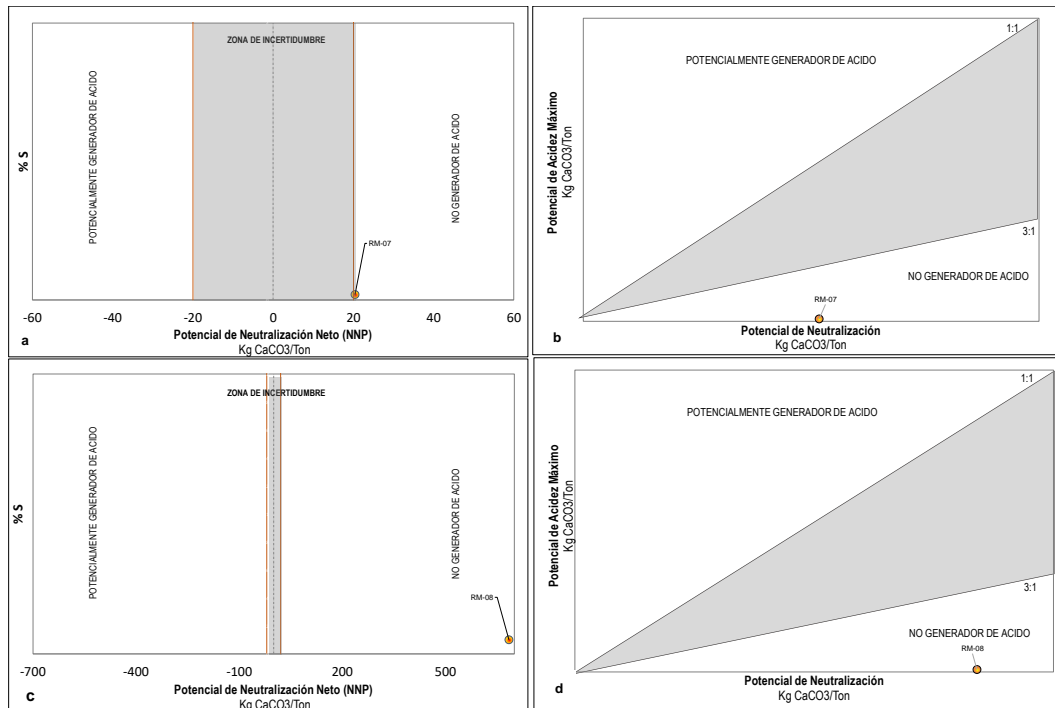 ZONA DE INCERTIDUMBRE
POTENCIALMENTE GENERADOR DE ACIDO
NO GENERADOR DE ACIDO
% S
RM-07
-60 -40 -20 0 20 40 60
Potencial de Neutralización Neto (NNP)
Kg CaCO3/Ton
a
1:1
POTENCIALMENTE GENERADOR DE ACIDO
Potencial de Acidez Máximo
Kg CaCO3/Ton
3:1
NO GENERADOR DE ACIDO
RM-07
Potencial de Neutralización
Kg CaCO3/Ton
b
ZONA DE INCERTIDUMBRE
POTENCIALMENTE GENERADOR DE ACIDO
NO GENERADOR DE ACIDO
% S
RM-08
-700 -400 -100 200 500
Potencial de Neutralización Neto (NNP)
Kg CaCO3/Ton
c
1:1
POTENCIALMENTE GENERADOR DE ACIDO
Potencial de Acidez Máximo
Kg CaCO3/Ton
3:1
NO GENERADOR DE ACIDO
RM-08
Potencial de Neutralización
Kg CaCO3/Ton
d